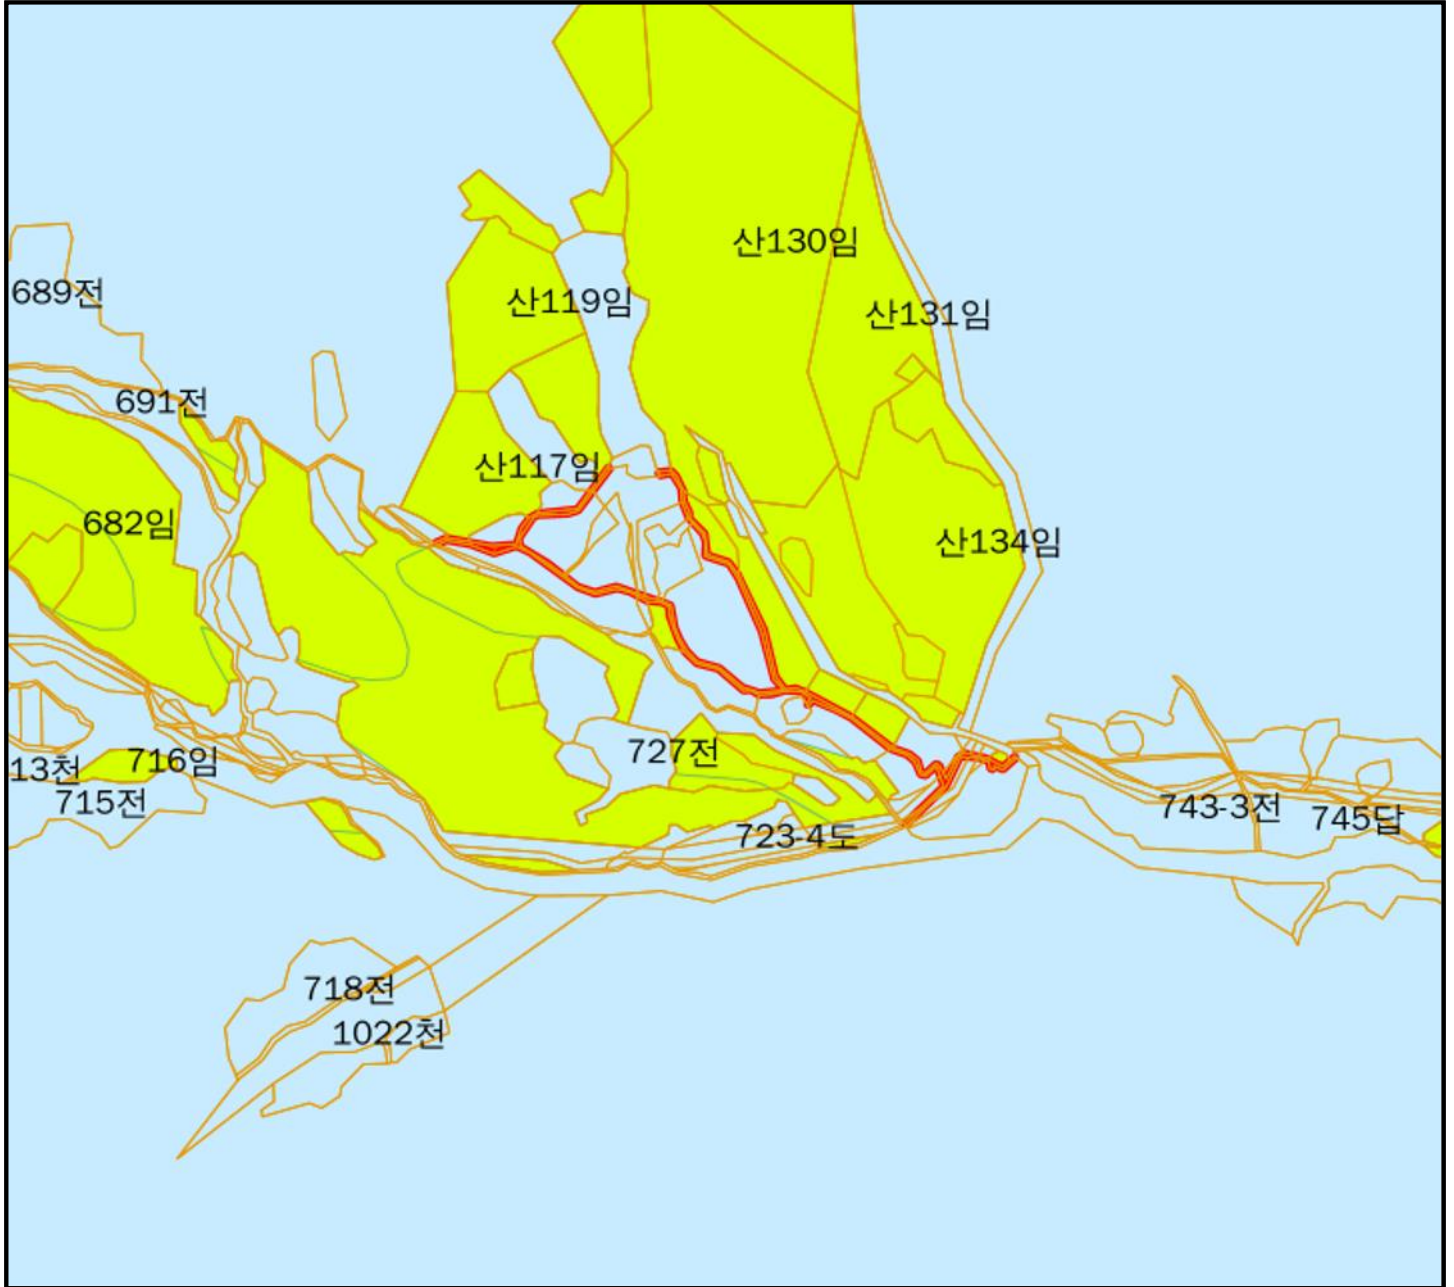 산130임
689전
산119임
산131임
691전
산117임
682임
산134임
727전
716임
13천
715전
743-3전
745답
723-4도
718전
1022천